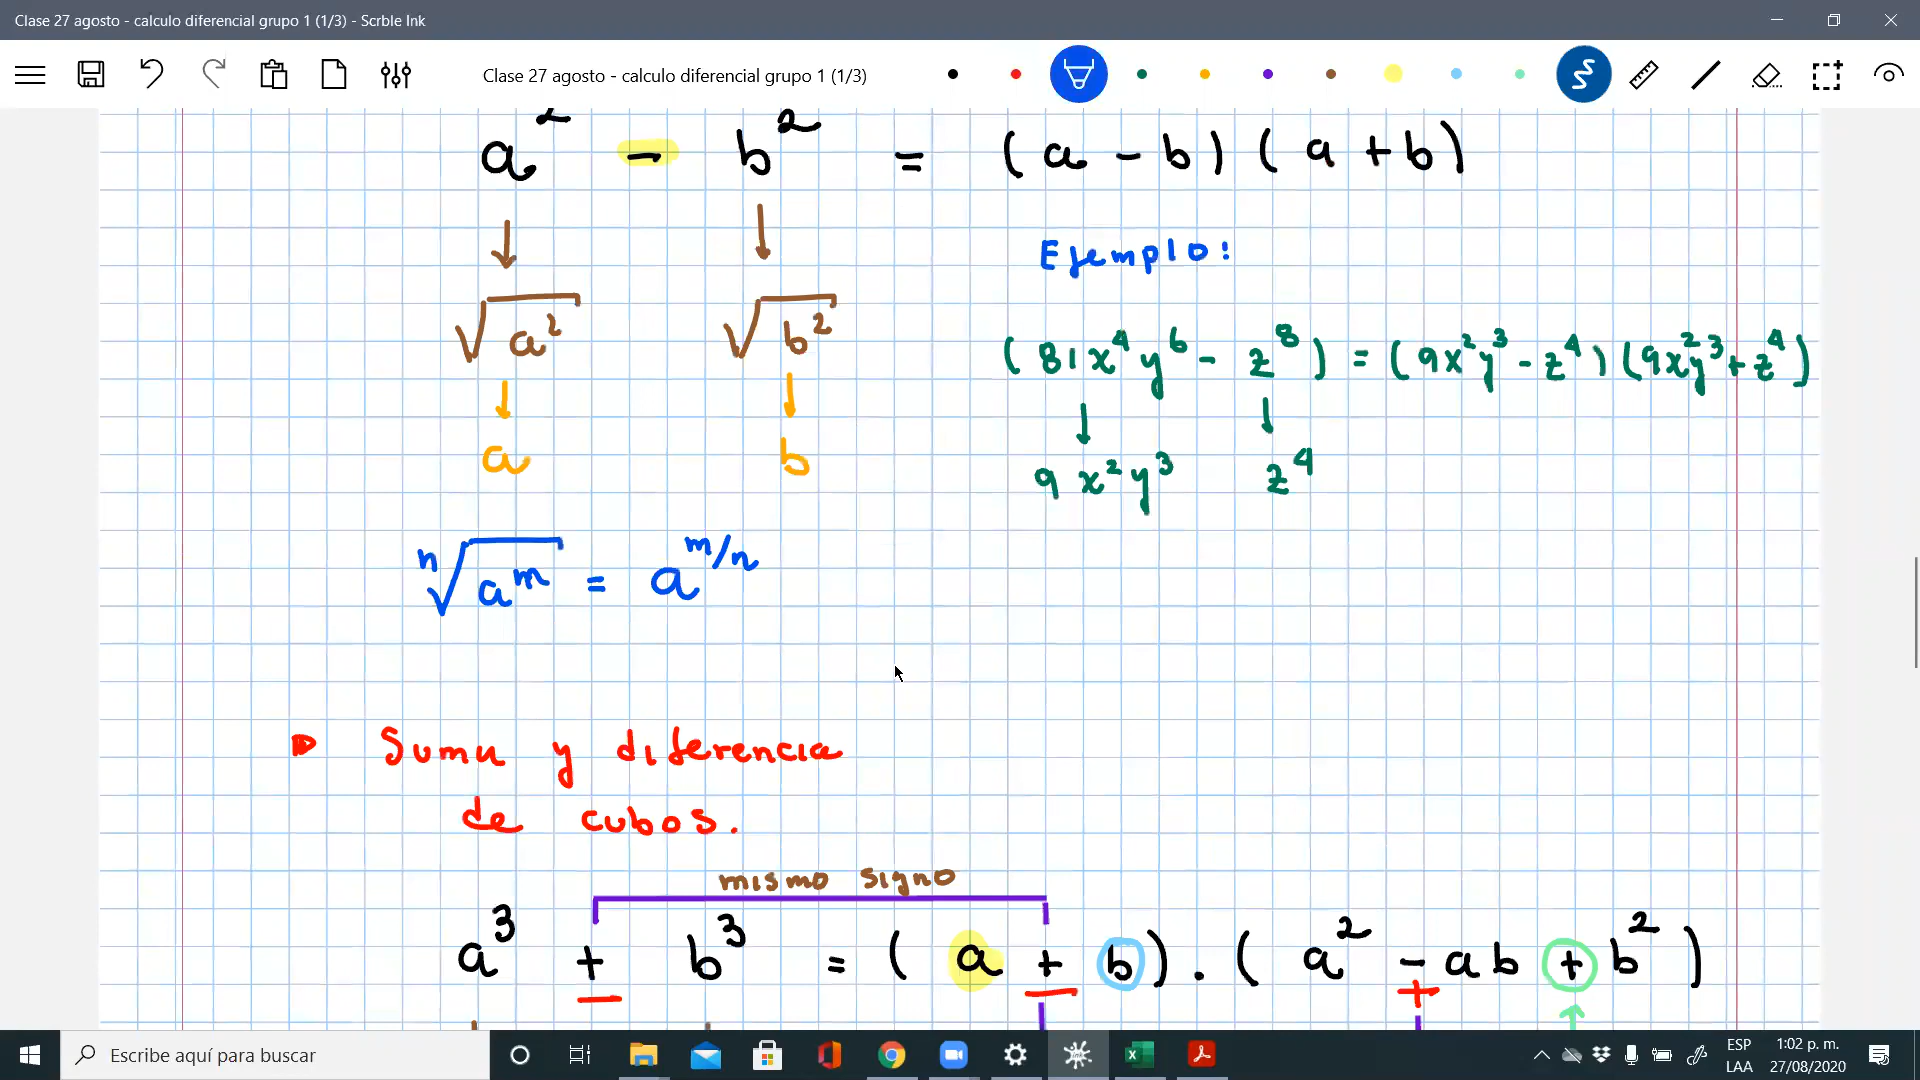 Clase 27 agosto - calculo diferencial grupo 1 (1/3) - Scrble Ink
Clase 27 agosto - calculo diferencial grupo 1 (1/3)
a² - b² = (a - b)(a + b)
Ejemplo:
√a² √b²
(81x⁴y⁶ - z⁸) = (9x²y³ - z⁴)(9x²y³ + z⁴)
a b
9x²y³ z⁴
ⁿ√aᵐ = a^(m/n)
Suma y diferencia
de cubos.
mismo signo
a³ ± b³ = (a ± b).(a² ∓ ab + b²)
Escribe aquí para buscar
ESP
LAA
1:02 p. m.
27/08/2020